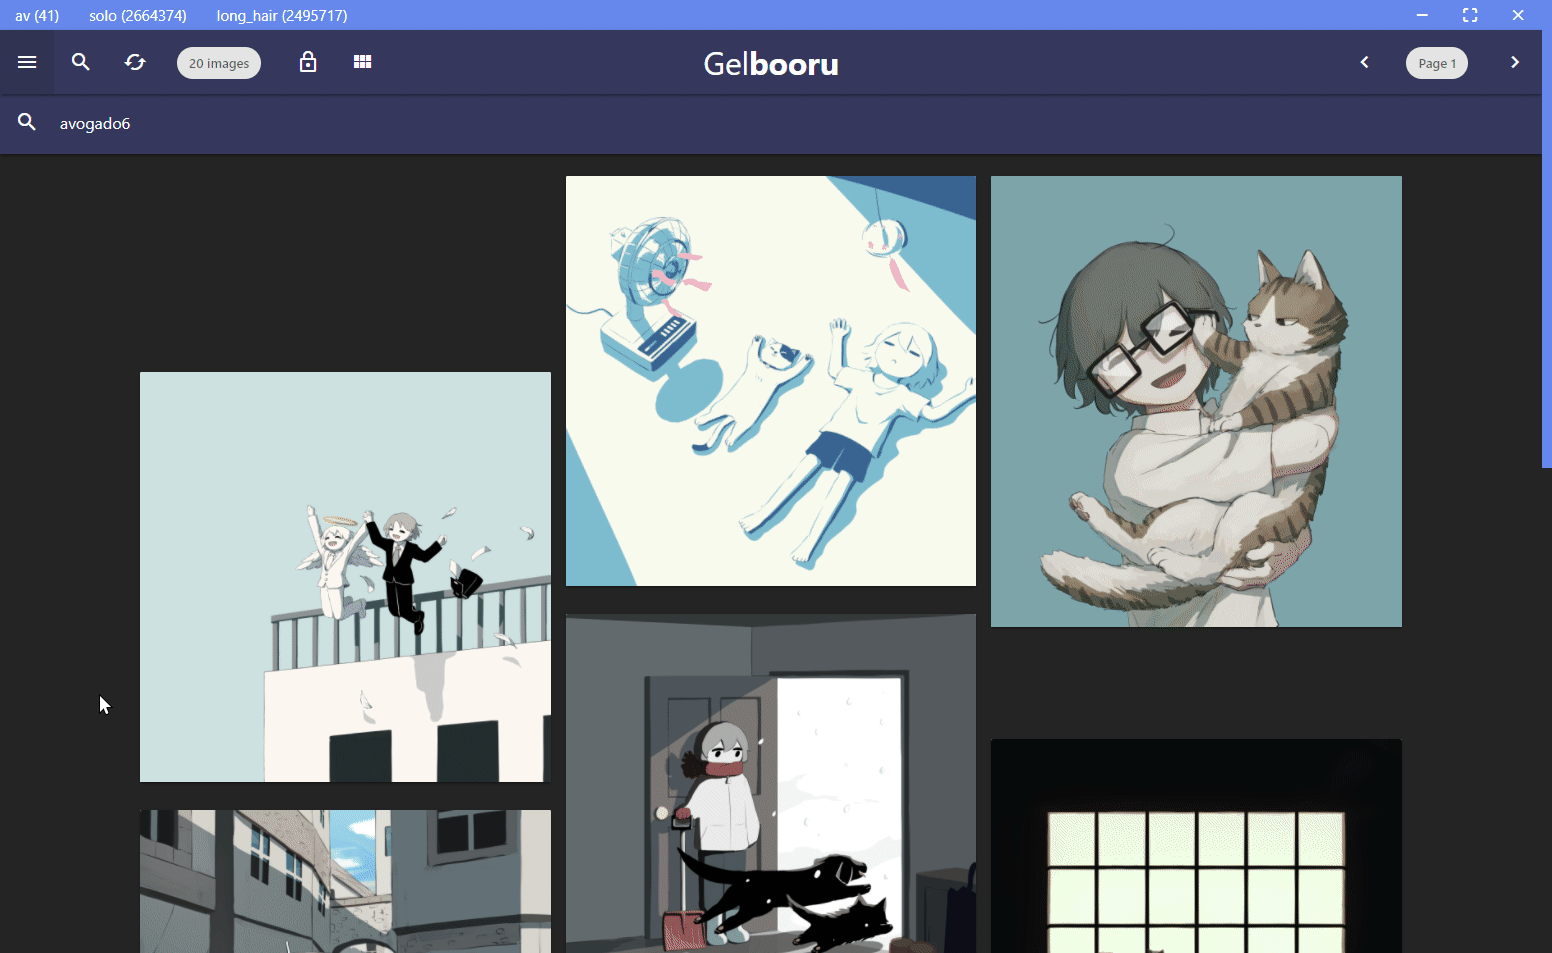 av (41) solo (2664374) long_hair (2495717)
20 images Gelbooru Page 1
avogado6